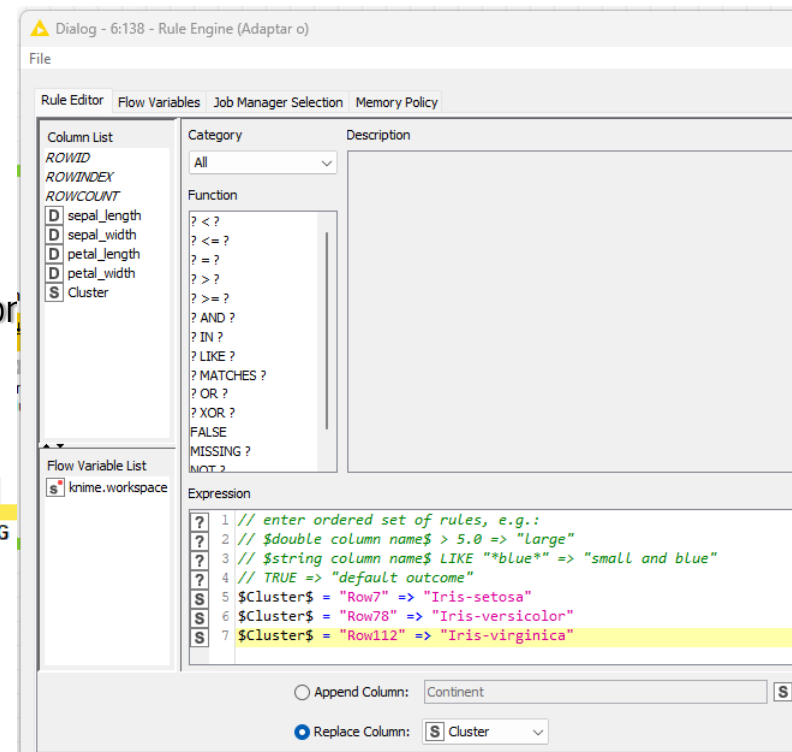 Dialog - 6:138 - Rule Engine (Adaptar o)
File
Rule Editor Flow Variables Job Manager Selection Memory Policy
Column List
ROWID
ROWINDEX
ROWCOUNT
D sepal_length
D sepal_width
D petal_length
D petal_width
S Cluster
Category
All
Description
Function
? < ?
? <= ?
? = ?
? > ?
? >= ?
? AND ?
? IN ?
? LIKE ?
? MATCHES ?
? OR ?
? XOR ?
FALSE
MISSING ?
NOT ?
Flow Variable List
s knime.workspace
Expression
? 1 // enter ordered set of rules, e.g.:
? 2 // $double column name$ > 5.0 => "large"
? 3 // $string column name$ LIKE "*blue*" => "small and blue"
? 4 // TRUE => "default outcome"
S 5 $Cluster$ = "Row7" => "Iris-setosa"
S 6 $Cluster$ = "Row78" => "Iris-versicolor"
S 7 $Cluster$ = "Row112" => "Iris-virginica"
Append Column: Continent S
Replace Column: S Cluster
or
G